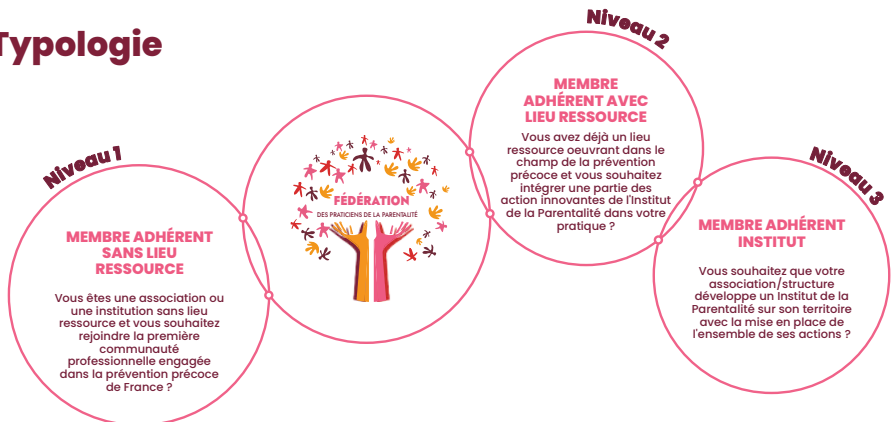 Typologie
Niveau 1
MEMBRE ADHÉRENT
SANS LIEU
RESSOURCE
Vous êtes une association ou
une institution sans lieu
ressource et vous souhaitez
rejoindre la première
communauté
professionnelle engagée
dans la prévention précoce
de France ?
FÉDÉRATION
DES PRATICIENS DE LA PARENTALITÉ
Niveau 2
MEMBRE
ADHÉRENT AVEC
LIEU RESSOURCE
Vous avez déjà un lieu
ressource oeuvrant dans le
champ de la prévention
précoce et vous souhaitez
intégrer une partie des
action innovantes de l'Institut
de la Parentalité dans votre
pratique ?
Niveau 3
MEMBRE ADHÉRENT
INSTITUT
Vous souhaitez que votre
association/structure
développe un Institut de la
Parentalité sur son territoire
avec la mise en place de
l'ensemble de ses actions ?